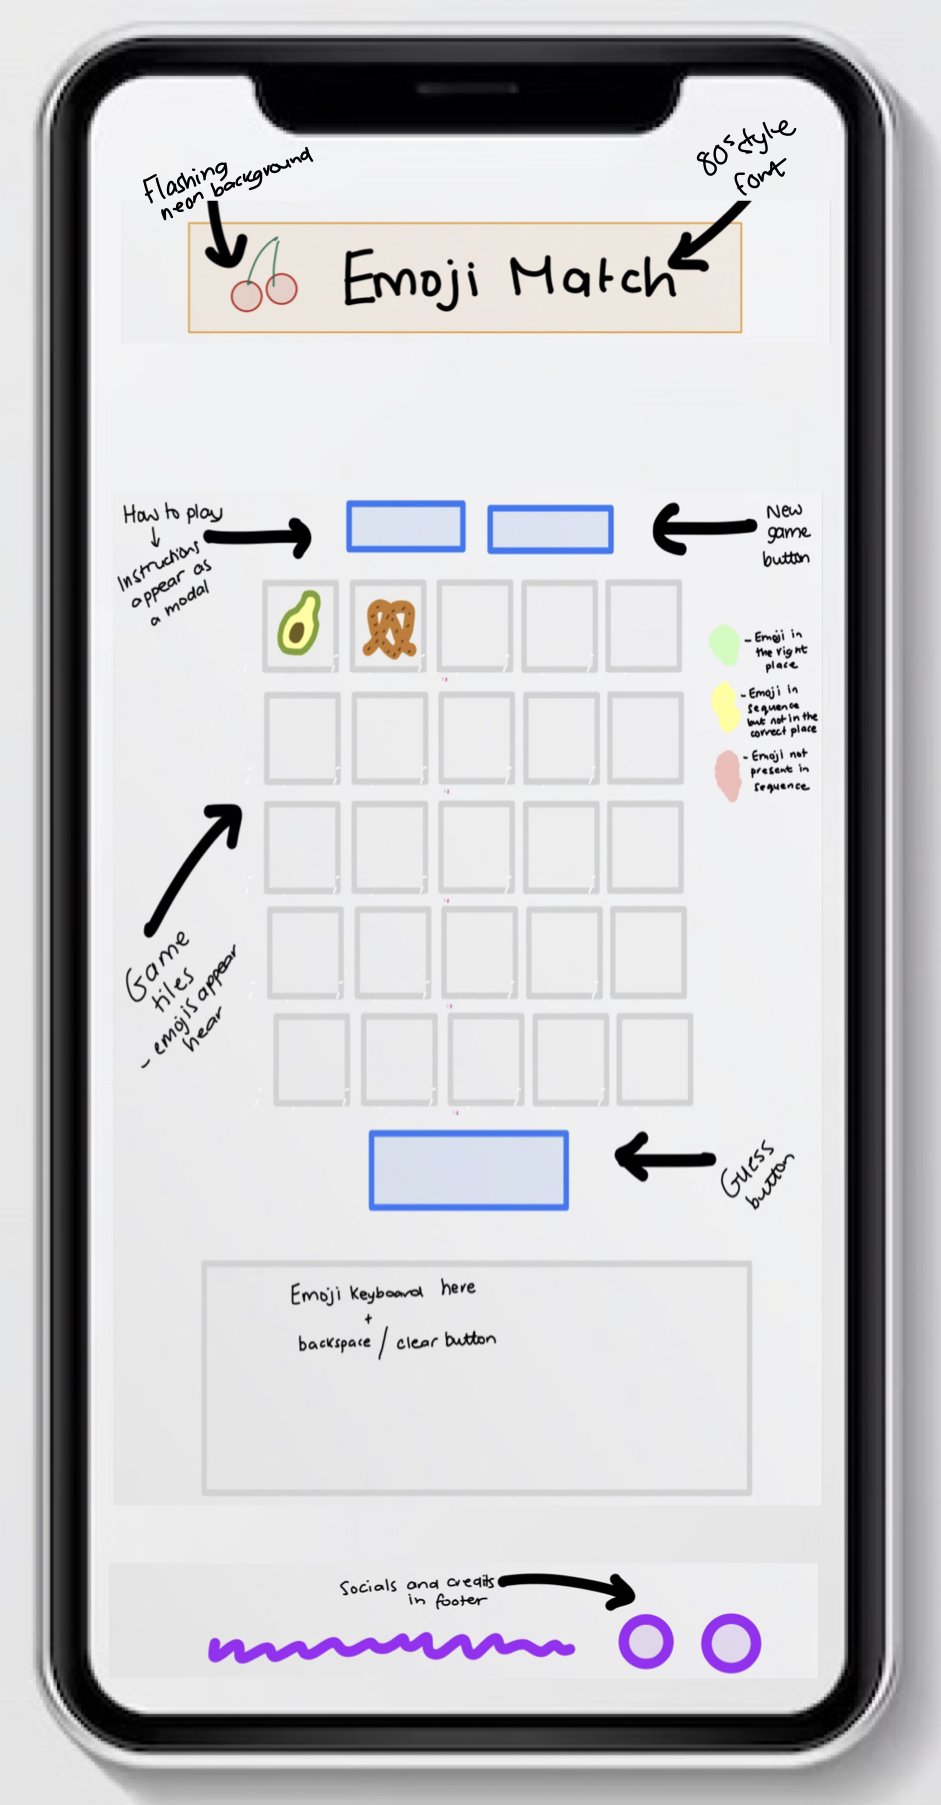 Flashing
neon background
80s style
font
Emoji Match
How to play
Instructions
appear as
a modal
New
game
button
- Emoji in
the right
place
- Emoji in
sequence
but not in the
correct place
- Emoji not
present in
sequence
Game
tiles
- emojis appear
hear
Guess
button
Emoji Keyboard here
+
backspace / clear button
Socials and credits
in footer